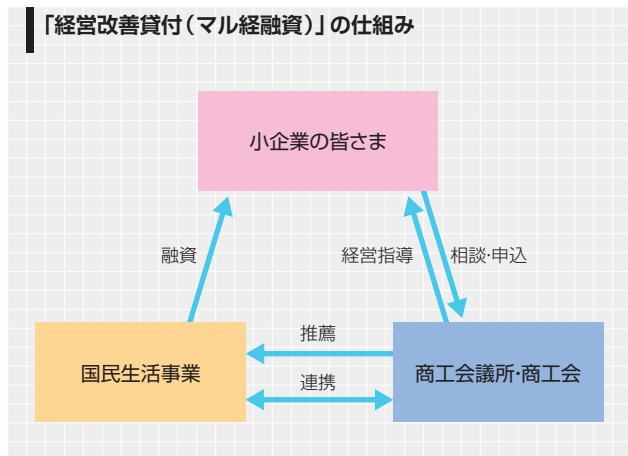 「経営改善貸付（マル経融資）」の仕組み
小企業の皆さま
融資
経営指導
相談・申込
推薦
国民生活事業
商工会議所・商工会
連携